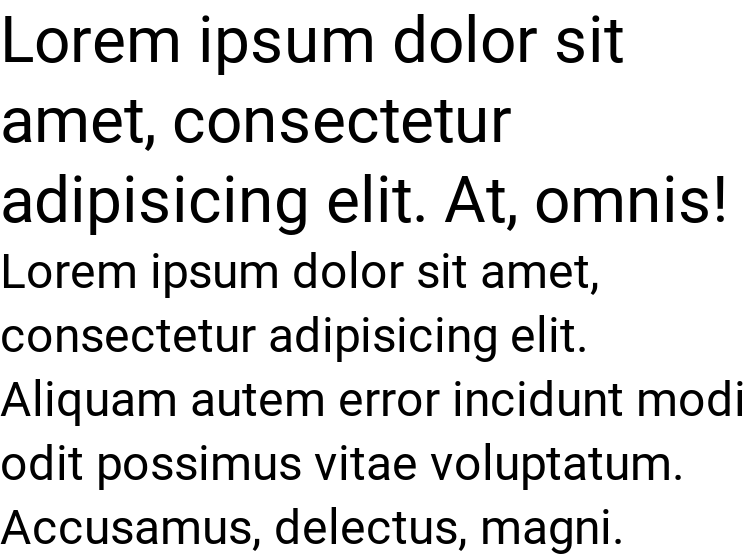 Lorem ipsum dolor sit
amet, consectetur
adipisicing elit. At, omnis!
Lorem ipsum dolor sit amet,
consectetur adipisicing elit.
Aliquam autem error incidunt modi
odit possimus vitae voluptatum.
Accusamus, delectus, magni.